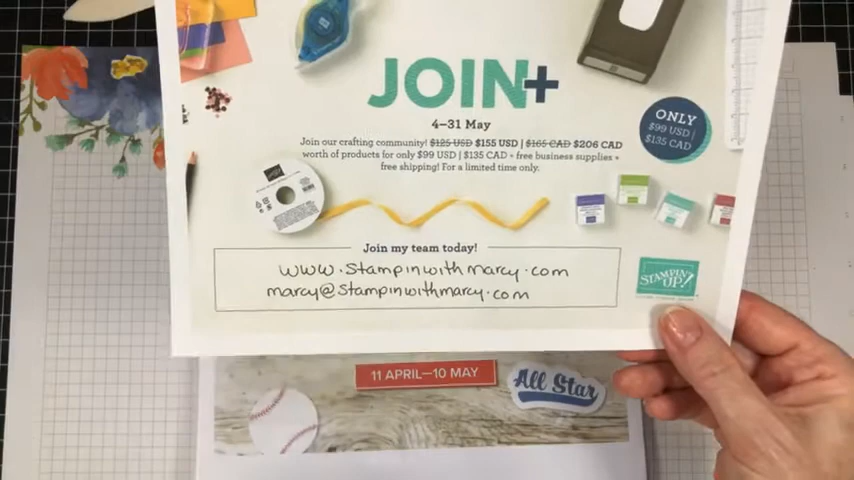 JOIN+
4–31 May
ONLY
$99 USD |
$135 CAD
Join our crafting community! $125 USD $155 USD | $165 CAD $206 CAD
worth of products for only $99 USD | $135 CAD + free business supplies +
free shipping! For a limited time only.
Join my team today!
www.stampinwithmarcy.com
marcy@stampinwithmarcy.com
STAMPIN' UP!
11 APRIL—10 MAY
All Star